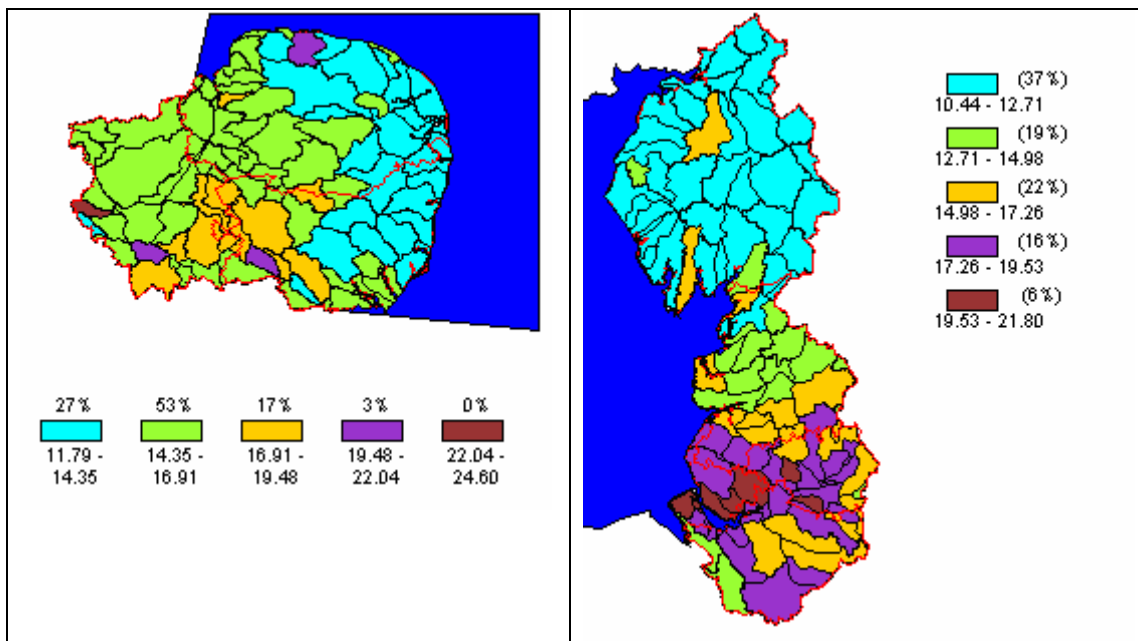 27% 53% 17% 3% 0%
11.79 - 14.35 - 16.91 - 19.48 - 22.04 -
14.35 16.91 19.48 22.04 24.60
(37%)
10.44 - 12.71
(19%)
12.71 - 14.98
(22%)
14.98 - 17.26
(16%)
17.26 - 19.53
(6%)
19.53 - 21.80